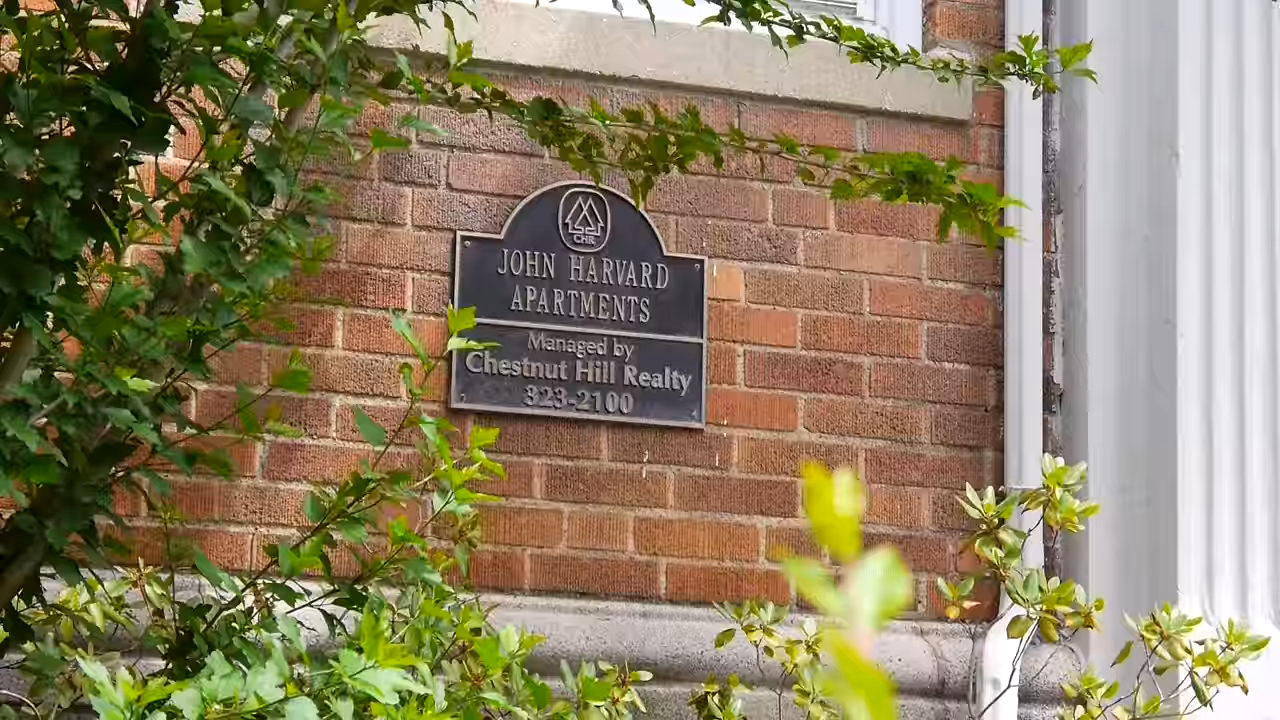 CHR
JOHN HARVARD
APARTMENTS
Managed by
Chestnut Hill Realty
323-2100